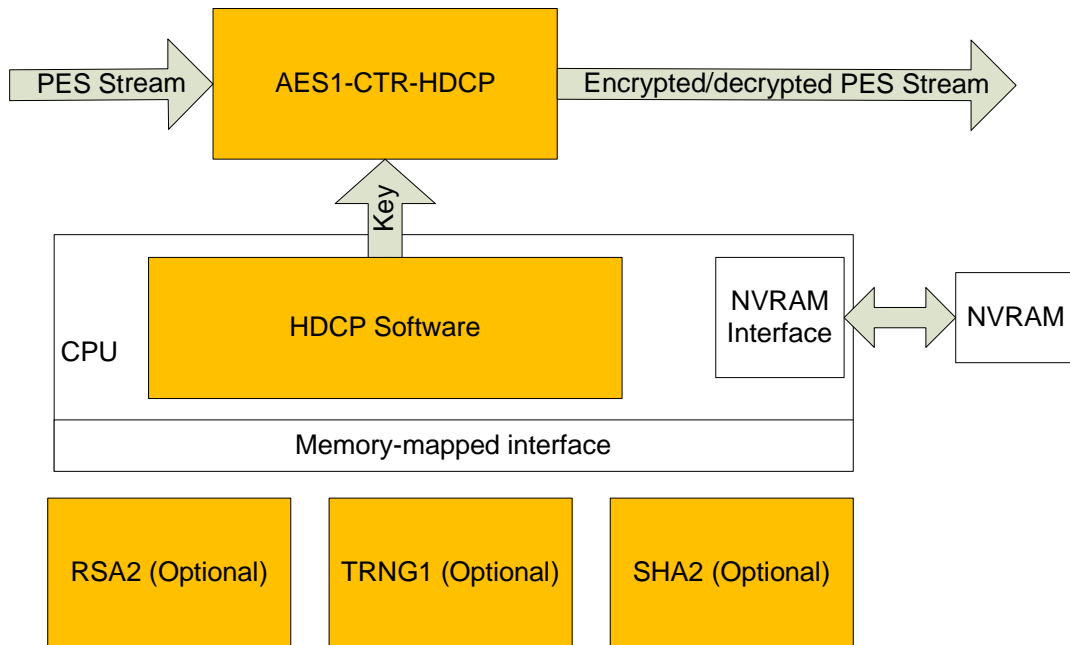 PES Stream
AES1-CTR-HDCP
Encrypted/decrypted PES Stream
Key
HDCP Software
NVRAM
Interface
NVRAM
CPU
Memory-mapped interface
RSA2 (Optional)
TRNG1 (Optional)
SHA2 (Optional)